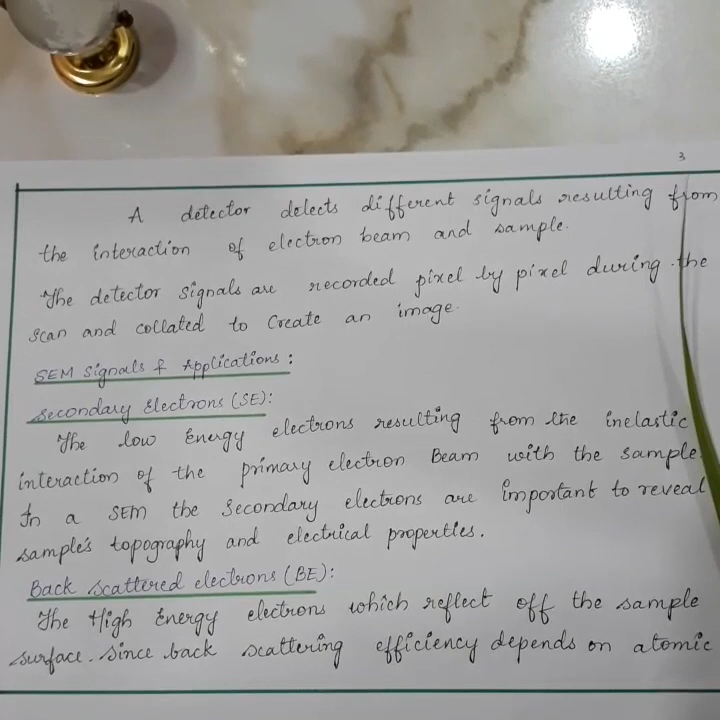 3
A detector detects different signals resulting from
the interaction of electron beam and sample.
The detector signals are recorded pixel by pixel during the
scan and collated to create an image.
SEM Signals & Applications:
Secondary Electrons (SE):
The low Energy electrons resulting from the inelastic
interaction of the primary electron Beam with the sample.
In a SEM the Secondary electrons are important to reveal
sample's topography and electrical properties.
Back scattered electrons (BE):
The High Energy electrons which reflect off the sample
surface. Since back scattering efficiency depends on atomic